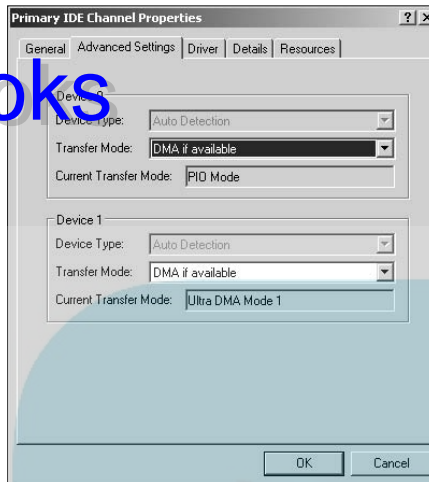 Primary IDE Channel Properties
General Advanced Settings Driver Details Resources
oks
Device 0
Device Type: Auto Detection
Transfer Mode: DMA if available
Current Transfer Mode: PIO Mode
Device 1
Device Type: Auto Detection
Transfer Mode: DMA if available
Current Transfer Mode: Ultra DMA Mode 1
OK Cancel